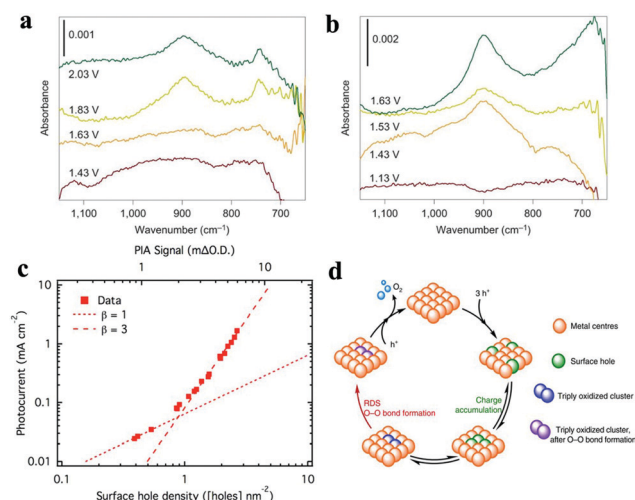 a
0.001
2.03 V
1.83 V
1.63 V
1.43 V
Absorbance
1,100 1,000 900 800 700
Wavenumber (cm⁻¹)
b
0.002
1.63 V
1.53 V
1.43 V
1.13 V
Absorbance
1,100 1,000 900 800 700
Wavenumber (cm⁻¹)
c
PIA Signal (mΔO.D.)
1 10
Data
β = 1
β = 3
Photocurrent (mA cm⁻²)
10
1
0.1
0.01
0.1 1 10
Surface hole density ([holes] nm⁻²)
d
O₂
3 h⁺
h⁺
RDS
O–O bond formation
Charge
accumulation
Metal centres
Surface hole
Triply oxidized cluster
Triply oxidized cluster,
after O–O bond formation